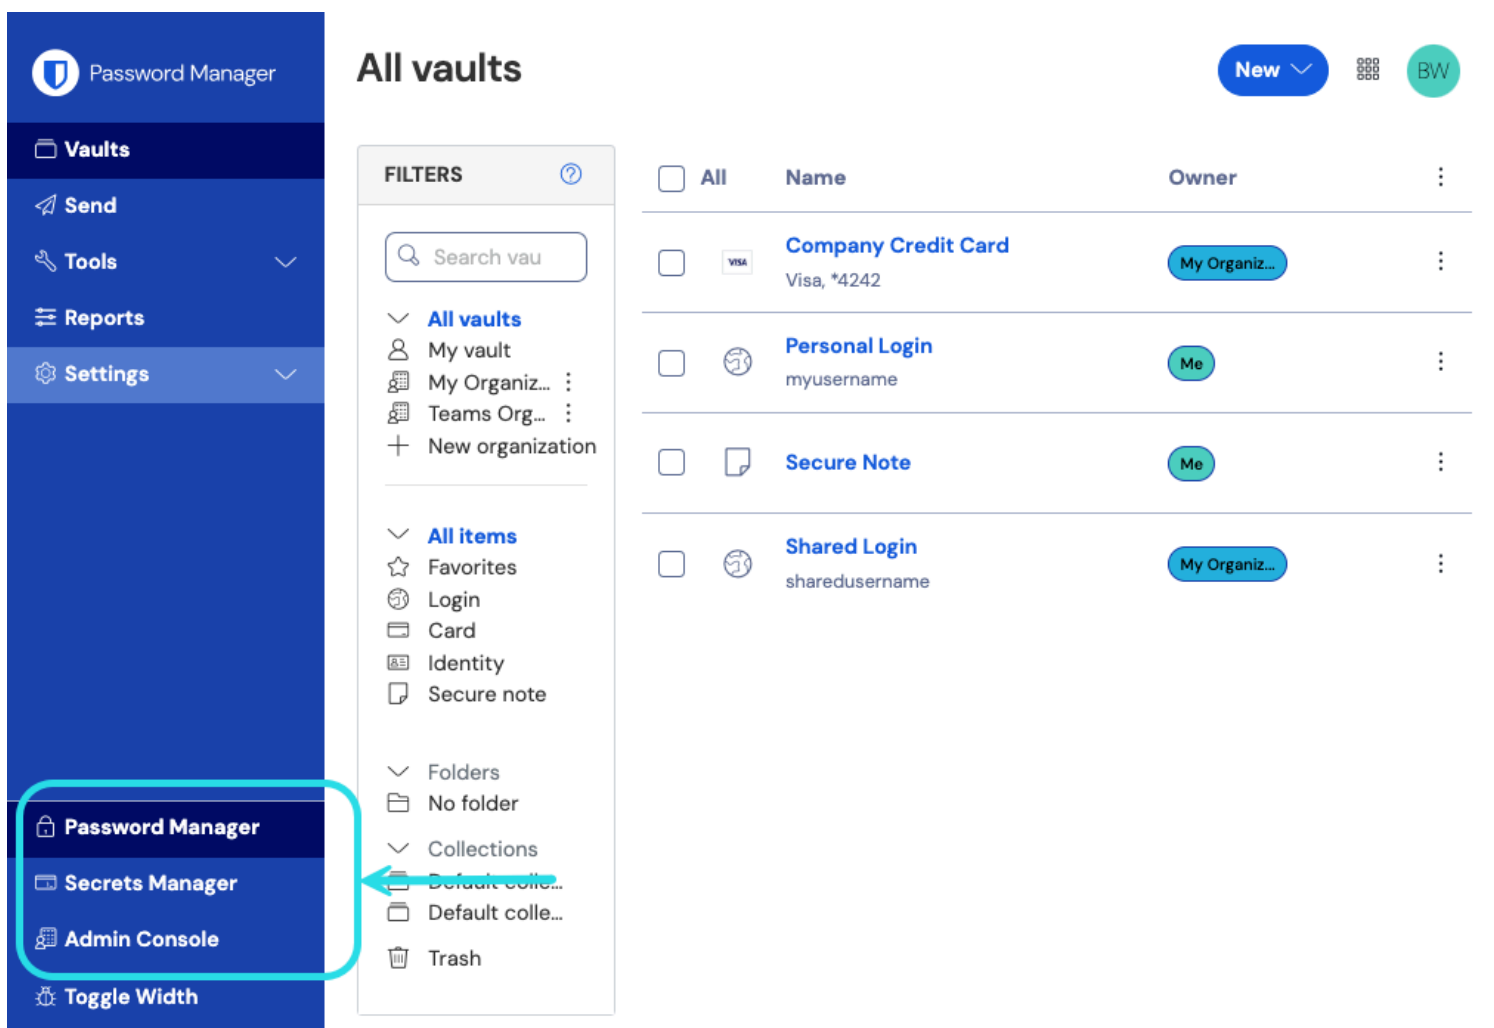 Password Manager
Vaults
Send
Tools
Reports
Settings
Password Manager
Secrets Manager
Admin Console
Toggle Width
All vaults
New
BW
FILTERS
Search vau
All vaults
My vault
My Organiz...
Teams Org...
New organization
All items
Favorites
Login
Card
Identity
Secure note
Folders
No folder
Collections
Default colle...
Default colle...
Trash
All Name Owner
VISA Company Credit Card My Organiz...
Visa, *4242
Personal Login Me
myusername
Secure Note Me
Shared Login My Organiz...
sharedusername